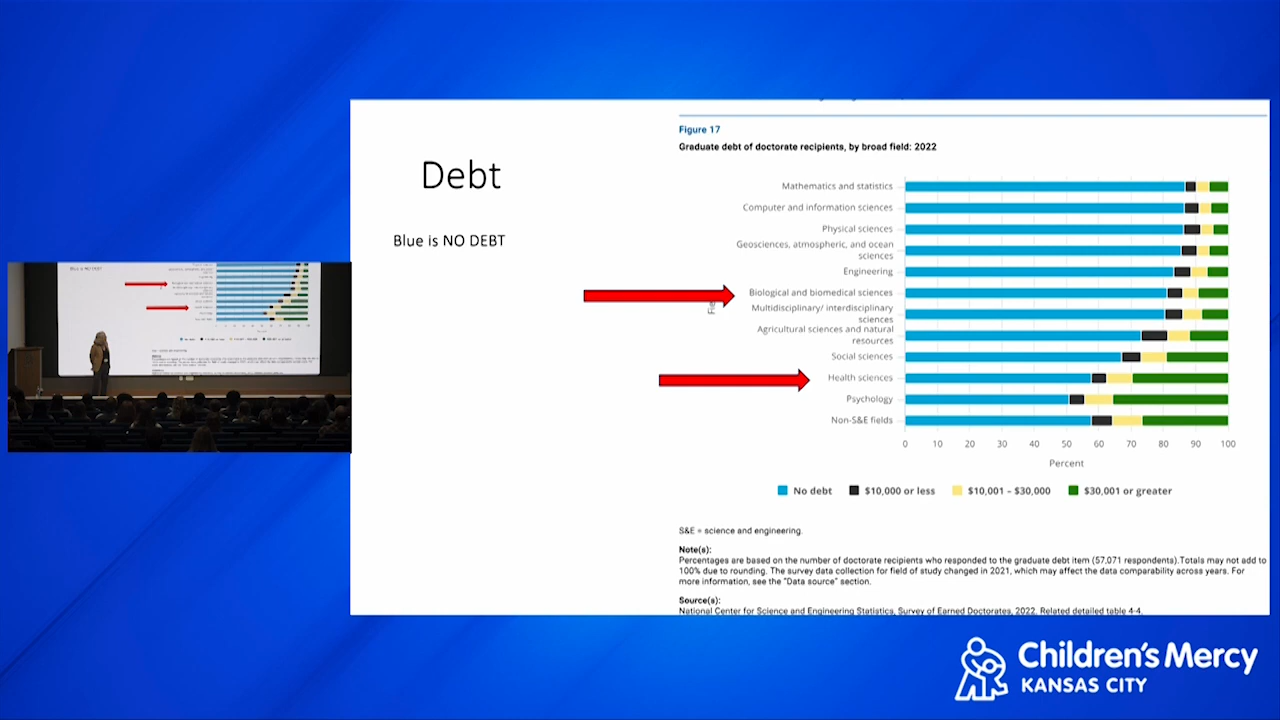 Debt
Blue is NO DEBT
Figure 17
Graduate debt of doctorate recipients, by broad field: 2022
Mathematics and statistics
Computer and information sciences
Physical sciences
Geosciences, atmospheric, and ocean
sciences
Engineering
Biological and biomedical sciences
Multidisciplinary/ interdisciplinary
sciences
Agricultural sciences and natural
resources
Social sciences
Health sciences
Psychology
Non-S&E fields
0 10 20 30 40 50 60 70 80 90 100
Percent
No debt $10,000 or less $10,001 – $30,000 $30,001 or greater
S&E = science and engineering.
Note(s):
Percentages are based on the number of doctorate recipients who responded to the graduate debt item (57,071 respondents).Totals may not add to
100% due to rounding. The survey data collection for field of study changed in 2021, which may affect the data comparability across years. For
more information, see the "Data source" section.
Source(s):
National Center for Science and Engineering Statistics, Survey of Earned Doctorates, 2022. Related detailed table 4-4.
Children's Mercy
KANSAS CITY